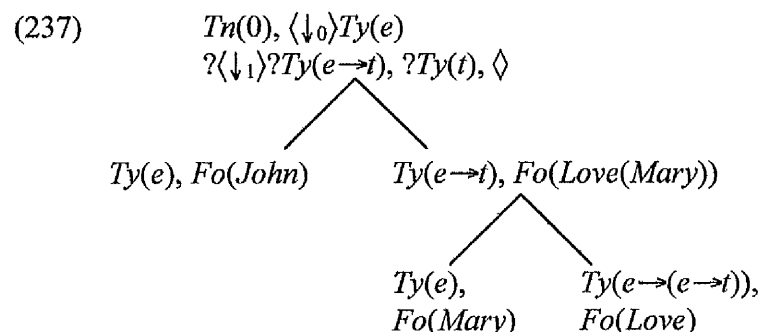 (237) Tn(0), ⟨↓₀⟩Ty(e)
?⟨↓₁⟩?Ty(e→t), ?Ty(t), ◊
Ty(e), Fo(John) Ty(e→t), Fo(Love(Mary))
Ty(e), Ty(e→(e→t)),
Fo(Mary) Fo(Love)